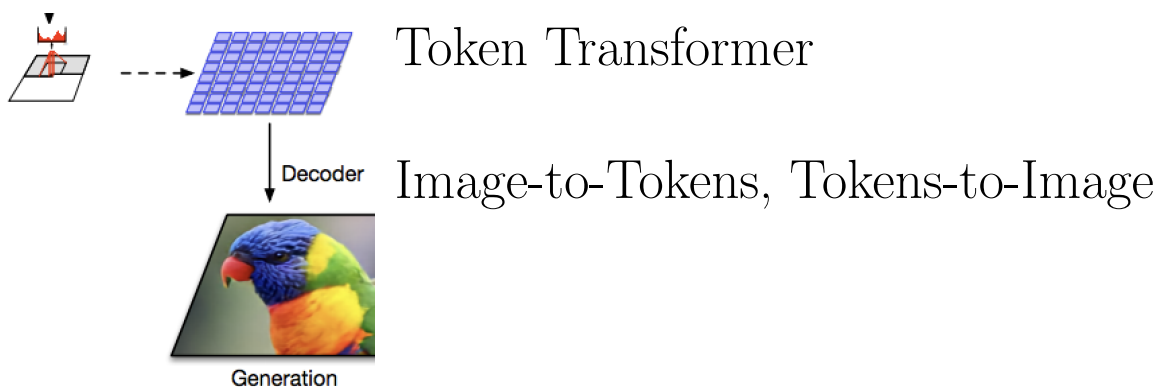 Token Transformer
Decoder
Image-to-Tokens, Tokens-to-Image
Generation